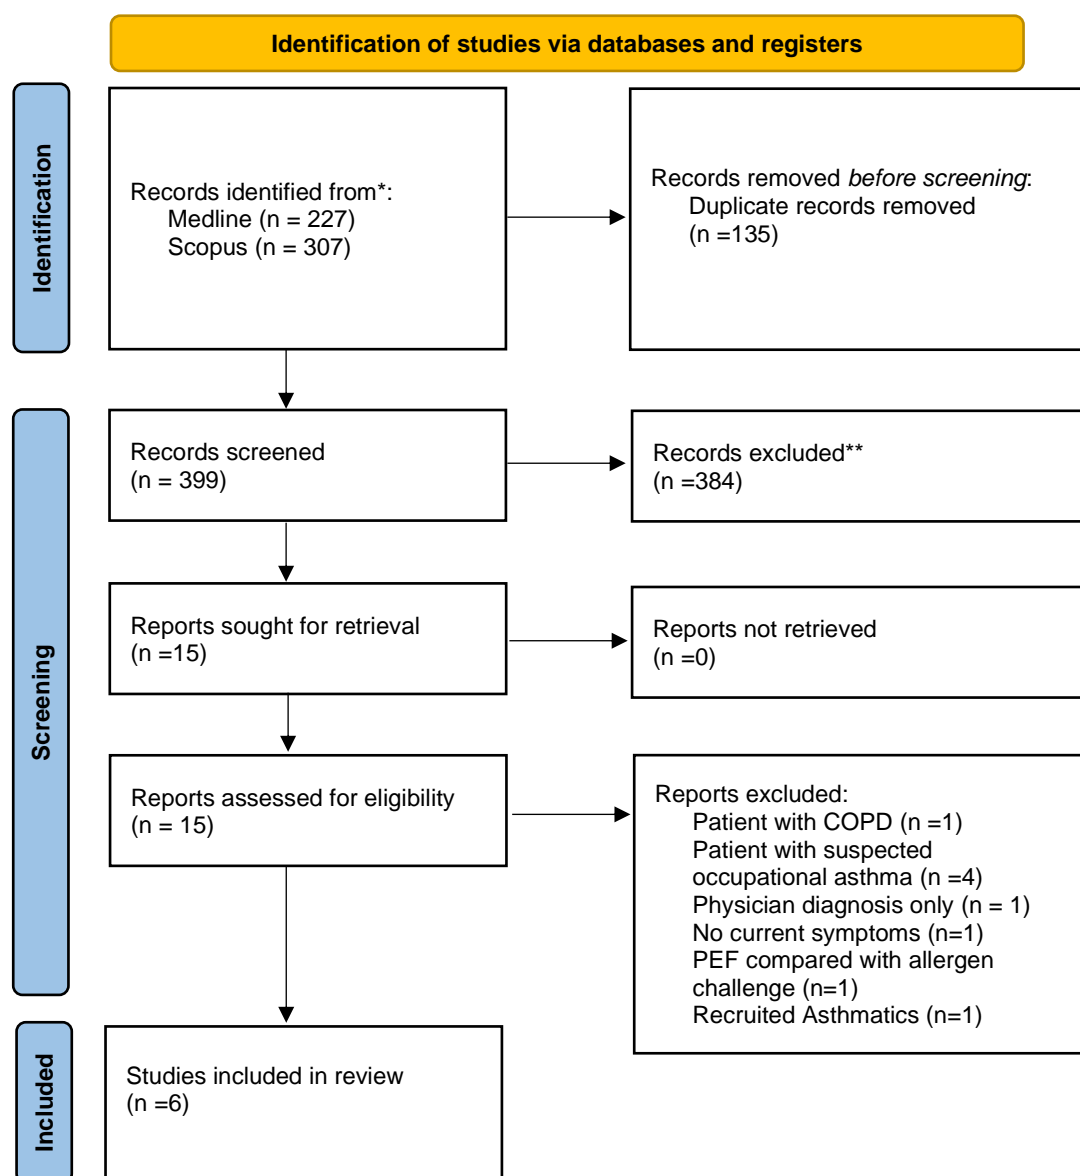 Identification of studies via databases and registers
Identification
Records identified from*:
Medline (n = 227)
Scopus (n = 307)
Records removed before screening:
Duplicate records removed
(n =135)
Screening
Records screened
(n = 399)
Records excluded**
(n =384)
Reports sought for retrieval
(n =15)
Reports not retrieved
(n =0)
Reports assessed for eligibility
(n = 15)
Reports excluded:
Patient with COPD (n =1)
Patient with suspected
occupational asthma (n =4)
Physician diagnosis only (n = 1)
No current symptoms (n=1)
PEF compared with allergen
challenge (n=1)
Recruited Asthmatics (n=1)
Included
Studies included in review
(n =6)